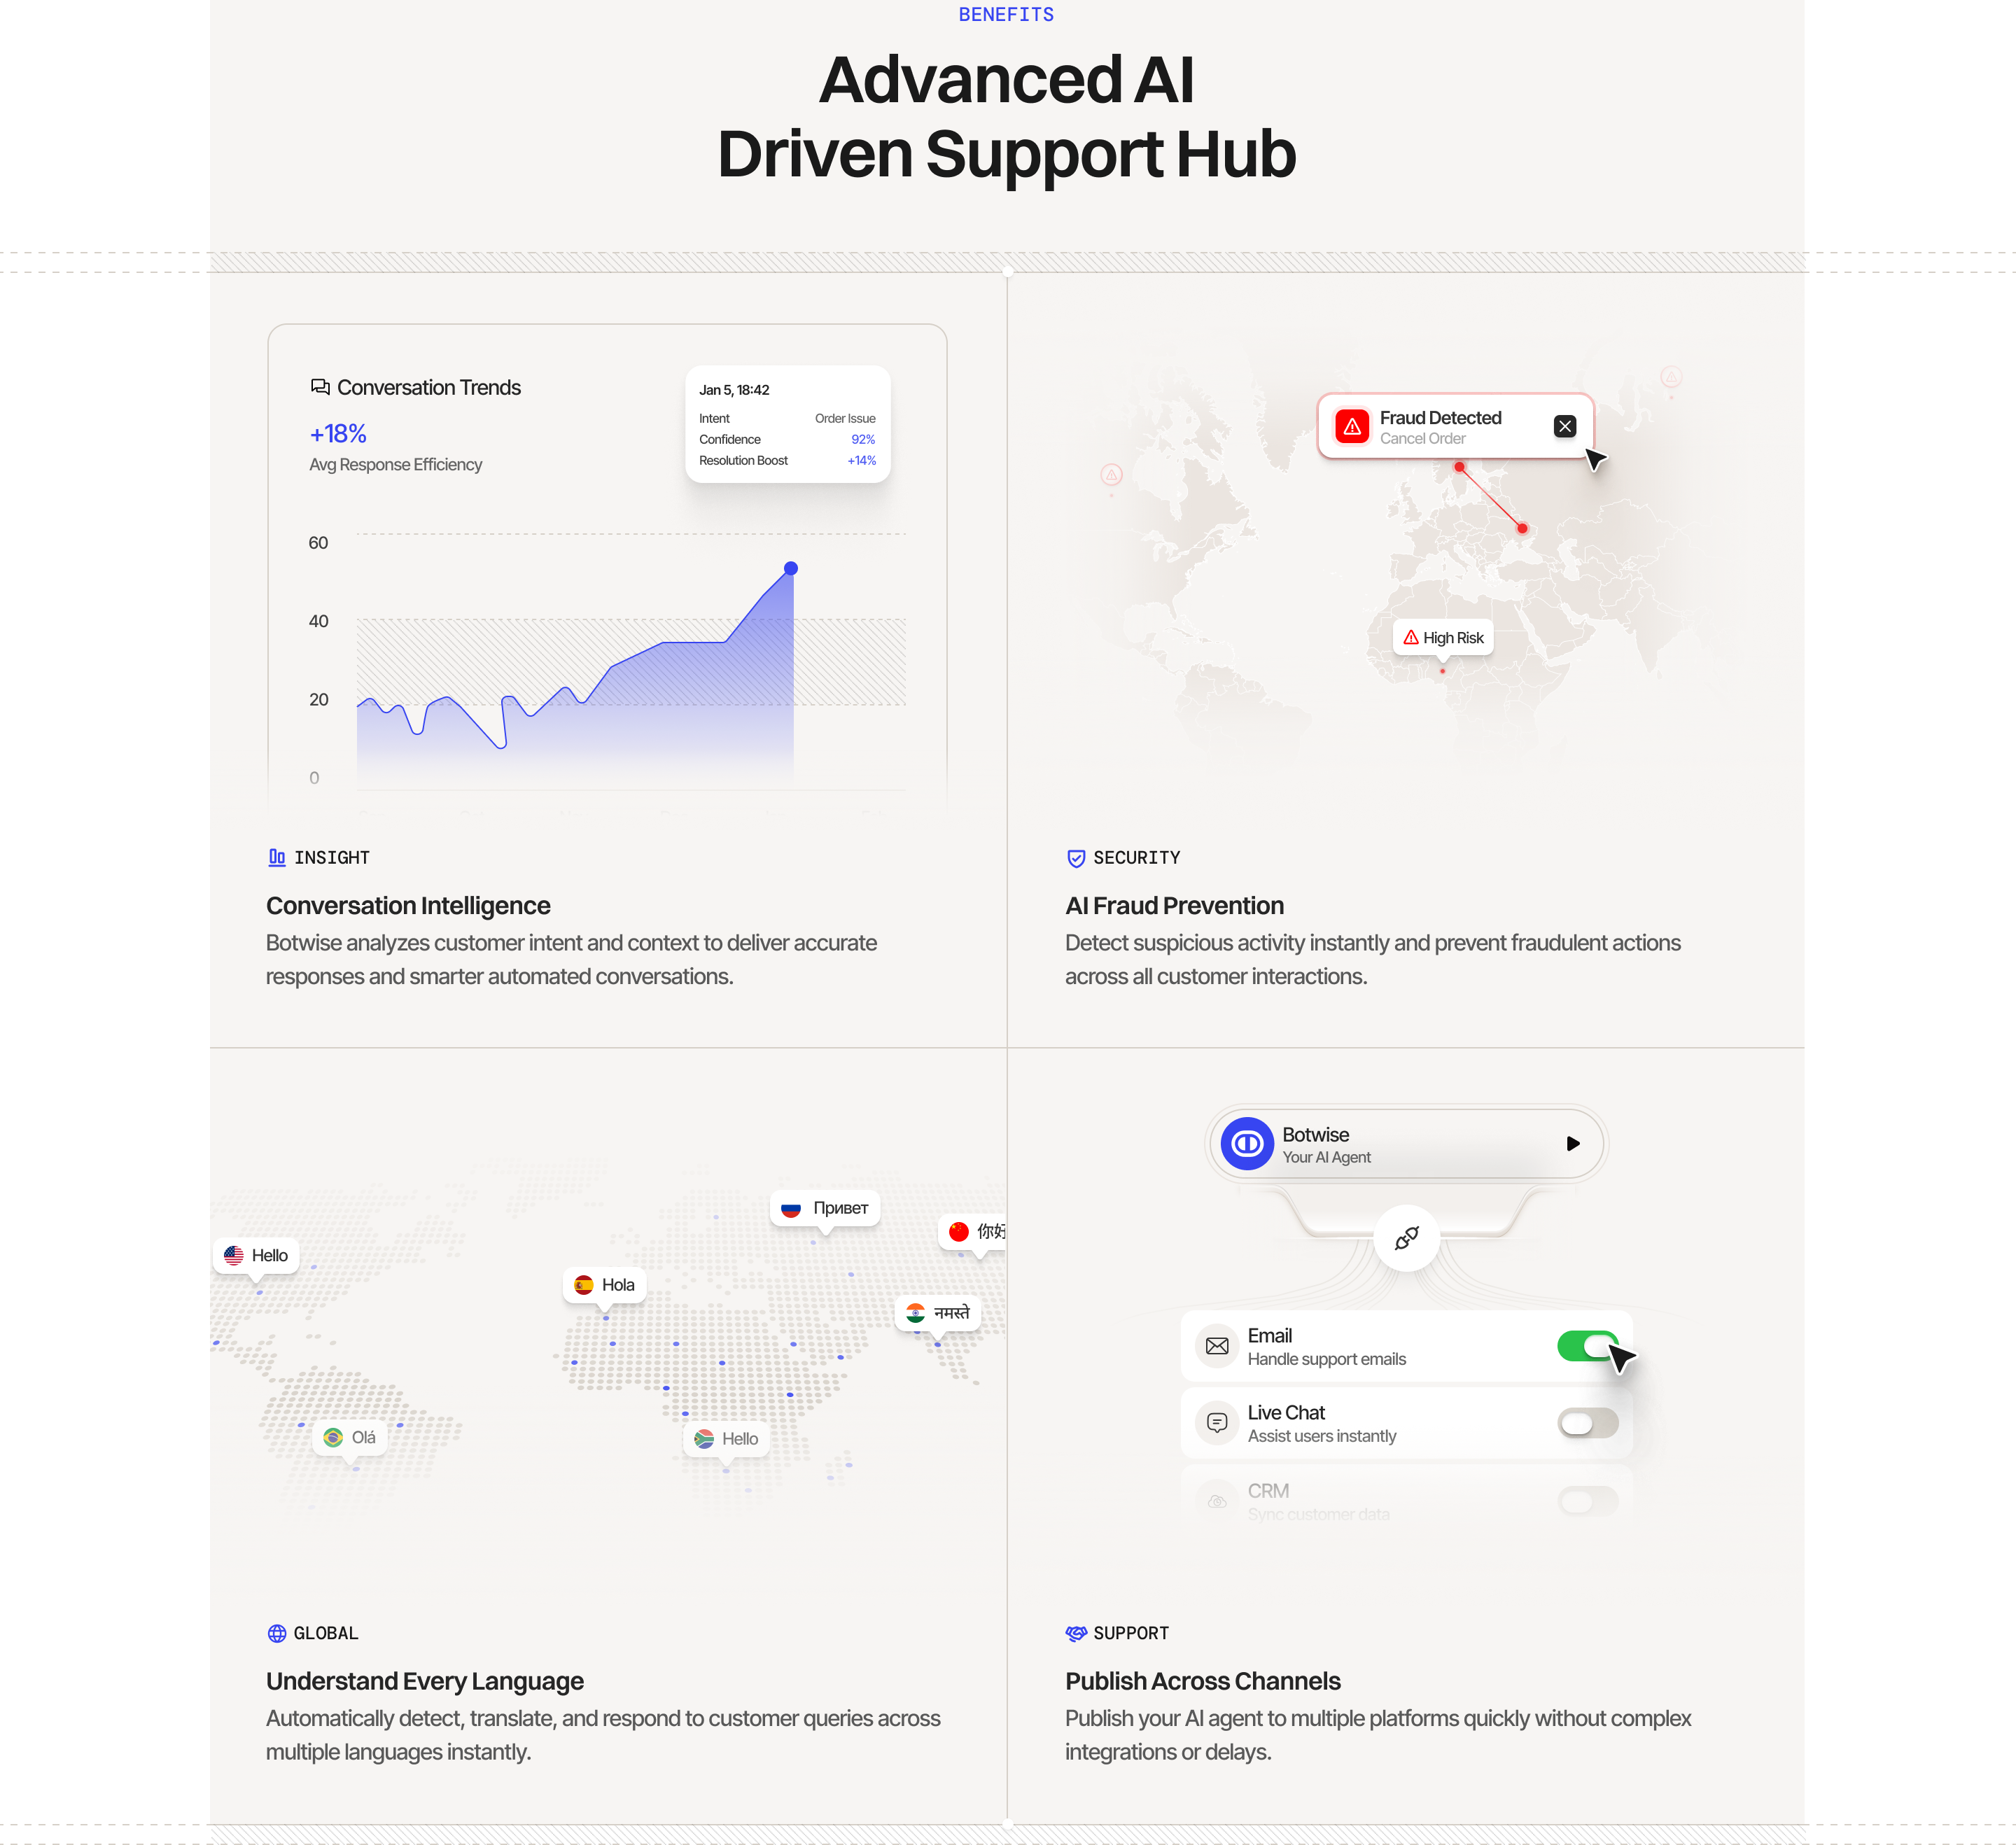 BENEFITS
Advanced AI
Driven Support Hub
Conversation Trends
+18%
Avg Response Efficiency
Jan 5, 18:42
Intent Order Issue
Confidence 92%
Resolution Boost +14%
60
40
20
0
INSIGHT
Conversation Intelligence
Botwise analyzes customer intent and context to deliver accurate
responses and smarter automated conversations.
Fraud Detected
Cancel Order
High Risk
SECURITY
AI Fraud Prevention
Detect suspicious activity instantly and prevent fraudulent actions
across all customer interactions.
Привет
你好
Hello
Hola
नमस्ते
Olá
Hello
GLOBAL
Understand Every Language
Automatically detect, translate, and respond to customer queries across
multiple languages instantly.
Botwise
Your AI Agent
Email
Handle support emails
Live Chat
Assist users instantly
CRM
Sync customer data
SUPPORT
Publish Across Channels
Publish your AI agent to multiple platforms quickly without complex
integrations or delays.